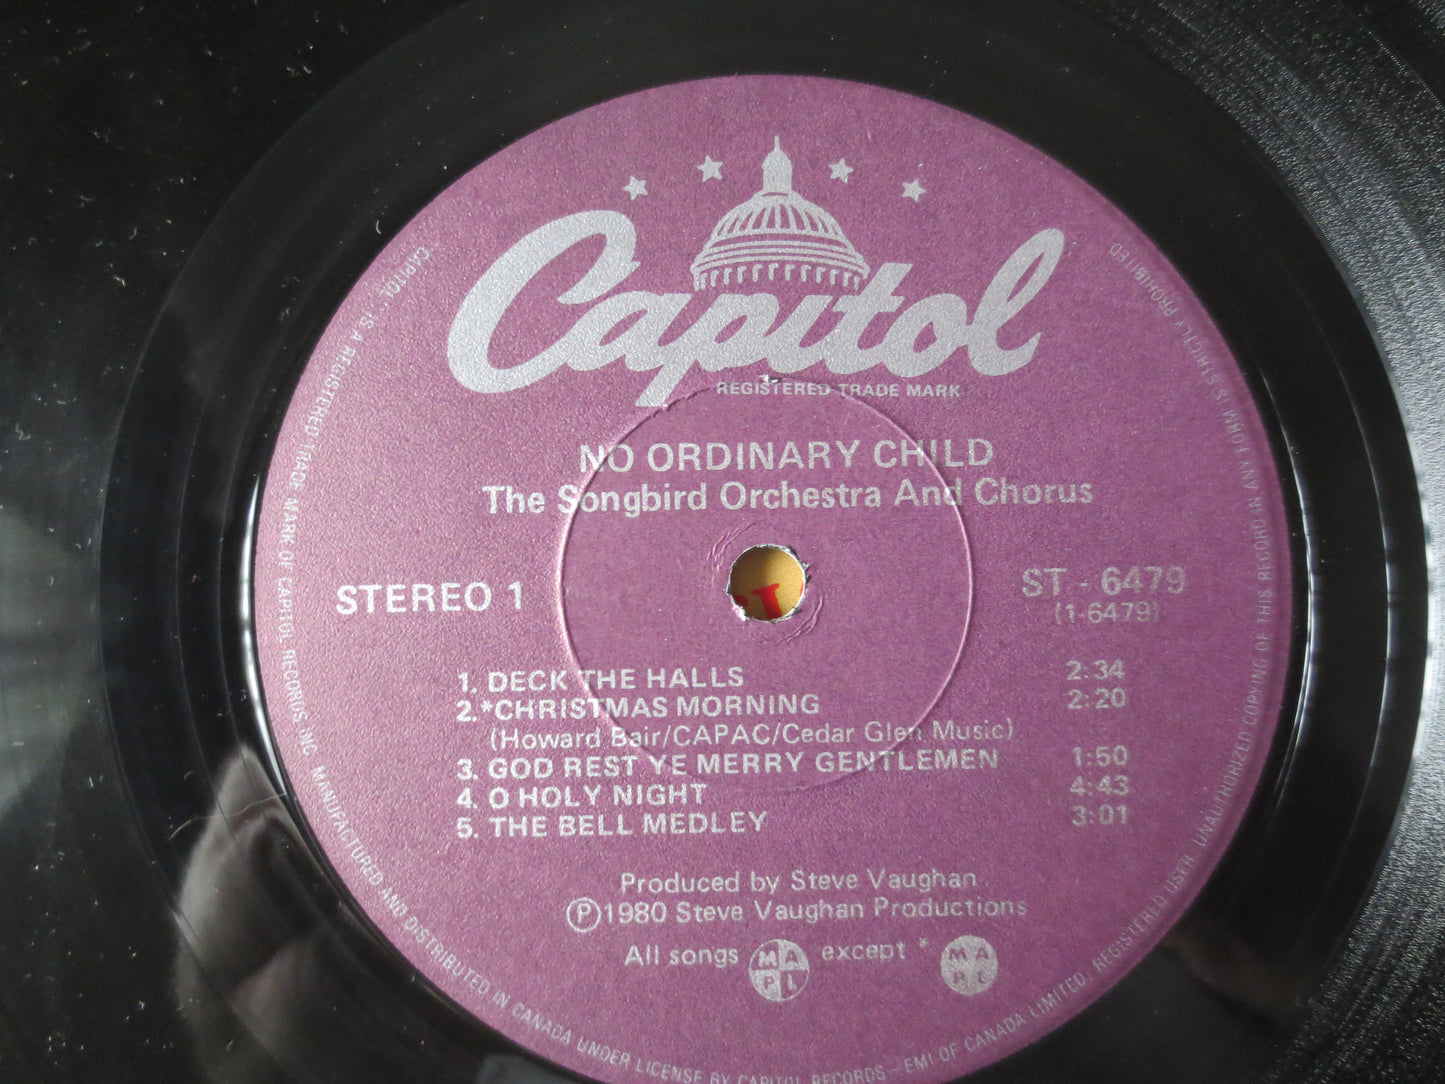 Capitol
REGISTERED TRADE MARK
NO ORDINARY CHILD
The Songbird Orchestra And Chorus
STEREO 1
ST - 6479
(1-6479)
1. DECK THE HALLS 2:34
2.*CHRISTMAS MORNING 2:20
(Howard Bair/CAPAC/Cedar Glen Music)
3. GOD REST YE MERRY GENTLEMEN 1:50
4. O HOLY NIGHT 4:43
5. THE BELL MEDLEY 3:01
Produced by Steve Vaughan
Ⓟ1980 Steve Vaughan Productions
All songs MAPL except * MAPL
"CAPITOL" IS A REGISTERED TRADE MARK OF CAPITOL RECORDS INC. MANUFACTURED AND DISTRIBUTED IN CANADA UNDER LICENSE BY CAPITOL RECORDS - EMI OF CANADA LIMITED. REGISTERED USER. UNAUTHORIZED COPYING OF THIS RECORD IN ANY FORM IS STRICTLY PROHIBITED